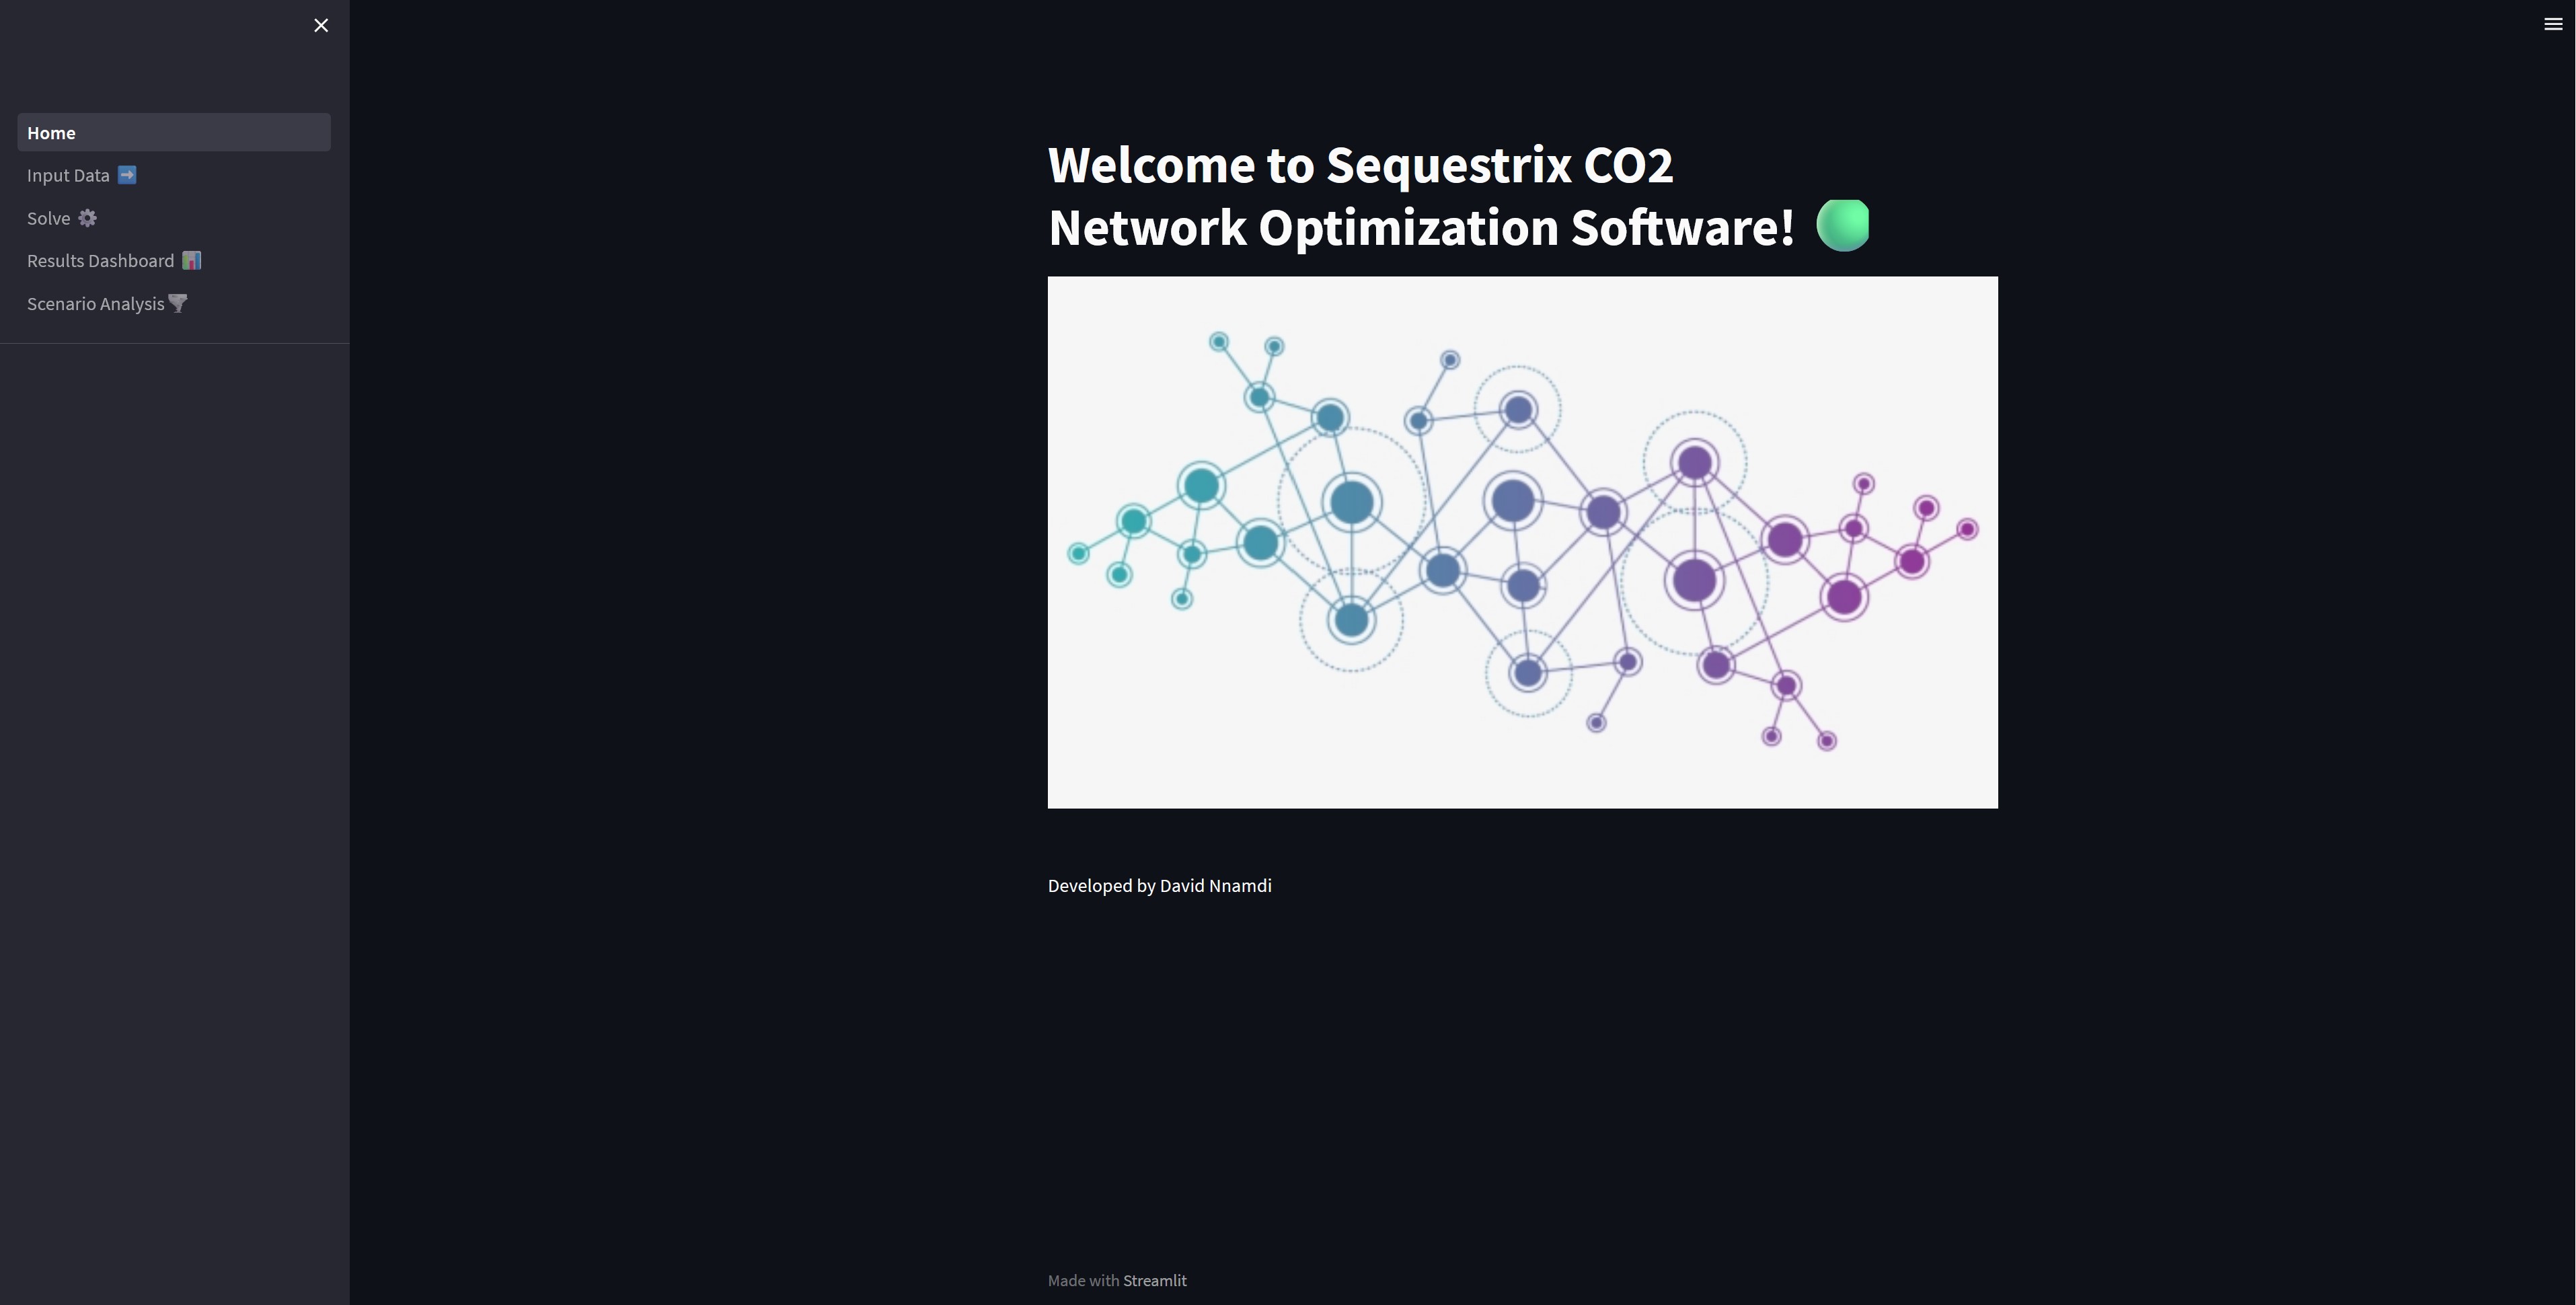 Home
Input Data ➡️
Solve ⚙️
Results Dashboard 📊
Scenario Analysis🌪️
Welcome to Sequestrix CO2
Network Optimization Software! 🟢
Developed by David Nnamdi
Made with Streamlit